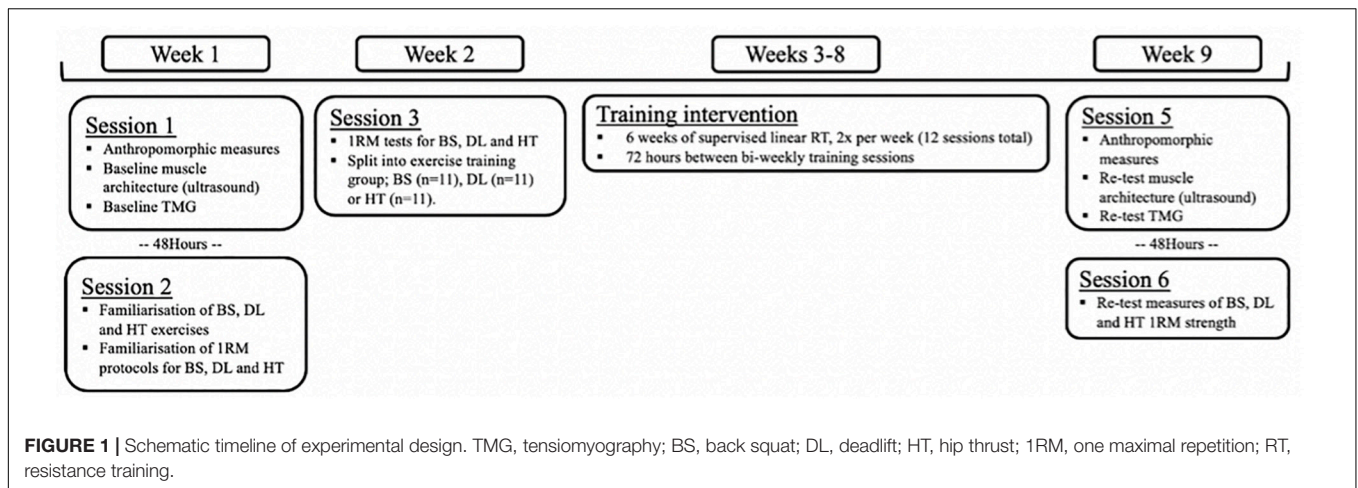 Week 1
Week 2
Weeks 3-8
Week 9
Session 1
▪ Anthropomorphic measures
▪ Baseline muscle
architecture (ultrasound)
▪ Baseline TMG
-- 48Hours --
Session 2
▪ Familiarisation of BS, DL
and HT exercises
▪ Familiarisation of 1RM
protocols for BS, DL and HT
Session 3
▪ 1RM tests for BS, DL and HT
▪ Split into exercise training
group; BS (n=11), DL (n=11)
or HT (n=11).
Training intervention
▪ 6 weeks of supervised linear RT, 2x per week (12 sessions total)
▪ 72 hours between bi-weekly training sessions
Session 5
▪ Anthropomorphic
measures
▪ Re-test muscle
architecture (ultrasound)
▪ Re-test TMG
-- 48Hours --
Session 6
▪ Re-test measures of BS, DL
and HT 1RM strength
FIGURE 1 | Schematic timeline of experimental design. TMG, tensiomyography; BS, back squat; DL, deadlift; HT, hip thrust; 1RM, one maximal repetition; RT,
resistance training.